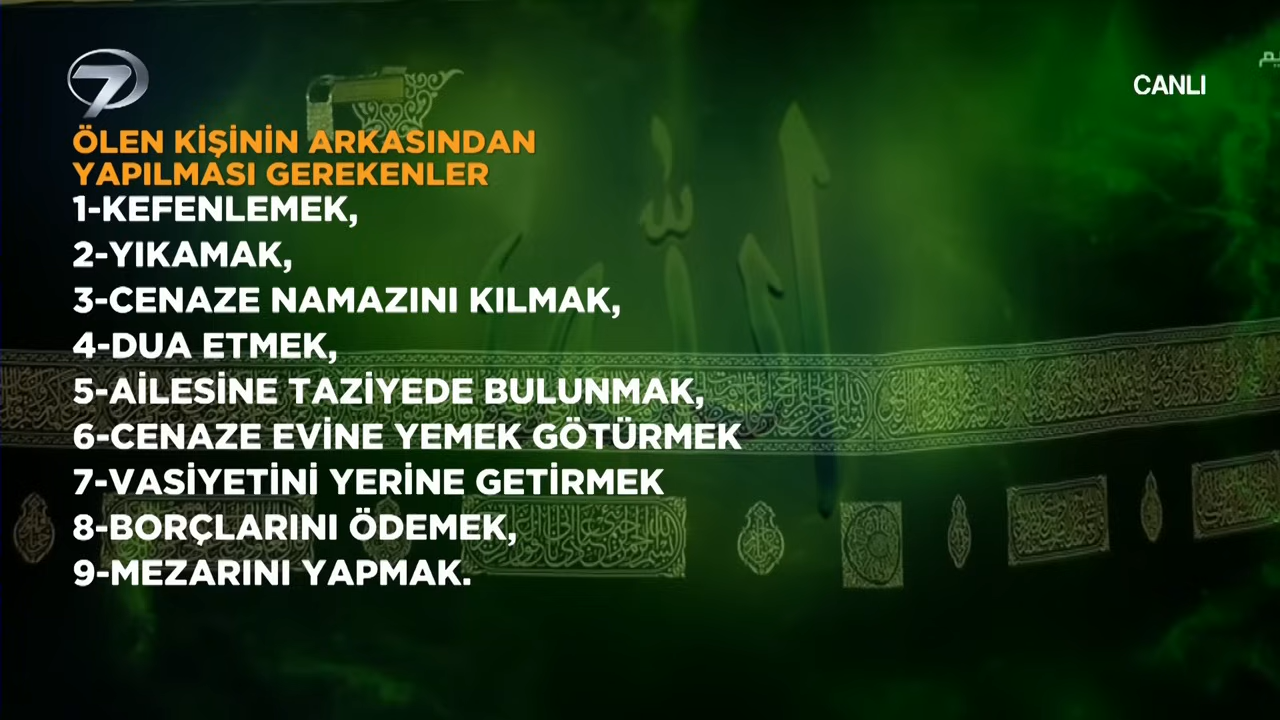 7
CANLI
ÖLEN KİŞİNİN ARKASINDAN
YAPILMASI GEREKENLER
1-KEFENLEMEK,
2-YIKAMAK,
3-CENAZE NAMAZINI KILMAK,
4-DUA ETMEK,
5-AİLESİNE TAZİYEDE BULUNMAK,
6-CENAZE EVİNE YEMEK GÖTÜRMEK
7-VASİYETİNİ YERİNE GETİRMEK
8-BORÇLARINI ÖDEMEK,
9-MEZARINI YAPMAK.